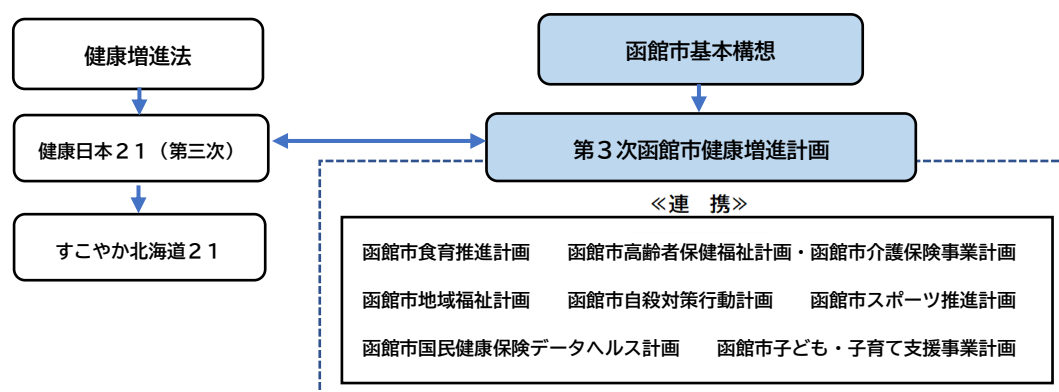 健康増進法
函館市基本構想
健康日本２１（第三次）
第３次函館市健康増進計画
≪連　携≫
すこやか北海道２１
函館市食育推進計画　函館市高齢者保健福祉計画・函館市介護保険事業計画
函館市地域福祉計画　函館市自殺対策行動計画　函館市スポーツ推進計画
函館市国民健康保険データヘルス計画　函館市子ども・子育て支援事業計画